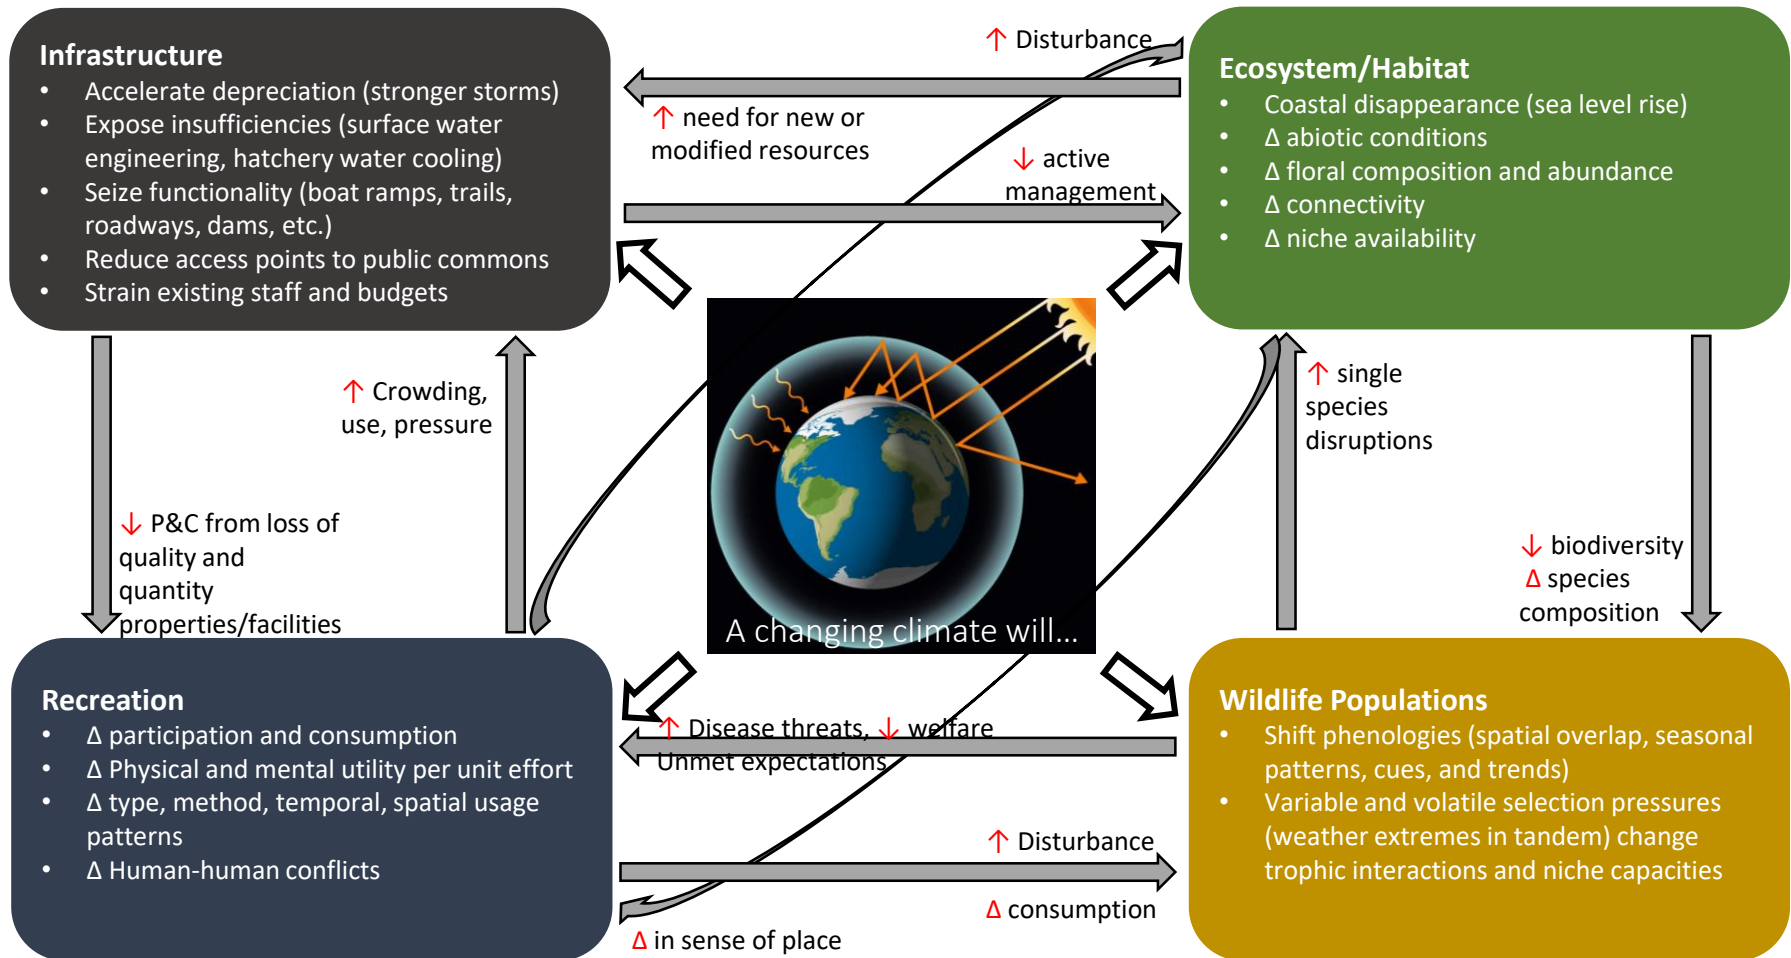 Infrastructure
• Accelerate depreciation (stronger storms)
• Expose insufficiencies (surface water
engineering, hatchery water cooling)
• Seize functionality (boat ramps, trails,
roadways, dams, etc.)
• Reduce access points to public commons
• Strain existing staff and budgets
↑ Disturbance
↑ need for new or
modified resources
↓ active
management
Ecosystem/Habitat
• Coastal disappearance (sea level rise)
• Δ abiotic conditions
• Δ floral composition and abundance
• Δ connectivity
• Δ niche availability
↑ Crowding,
use, pressure
↓ P&C from loss of
quality and
quantity
properties/facilities
A changing climate will...
↑ single
species
disruptions
↓ biodiversity
Δ species
composition
Recreation
• Δ participation and consumption
• Δ Physical and mental utility per unit effort
• Δ type, method, temporal, spatial usage
patterns
• Δ Human-human conflicts
↑ Disease threats, ↓ welfare
Unmet expectations
↑ Disturbance
Δ consumption
Δ in sense of place
Wildlife Populations
• Shift phenologies (spatial overlap, seasonal
patterns, cues, and trends)
• Variable and volatile selection pressures
(weather extremes in tandem) change
trophic interactions and niche capacities